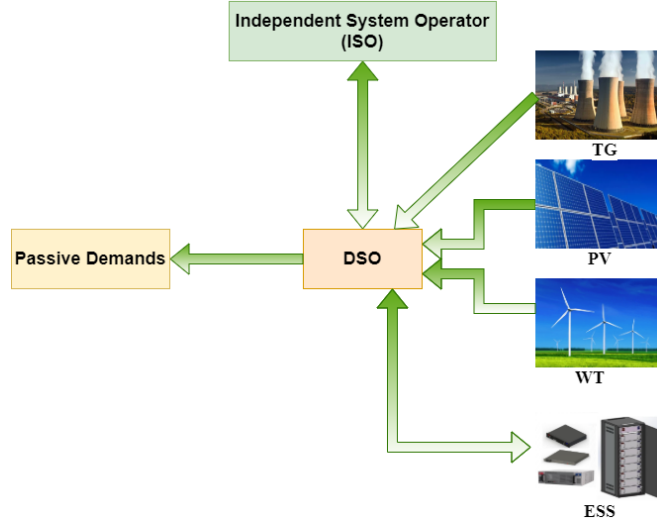 Independent System Operator
(ISO)
TG
PV
Passive Demands
DSO
WT
ESS